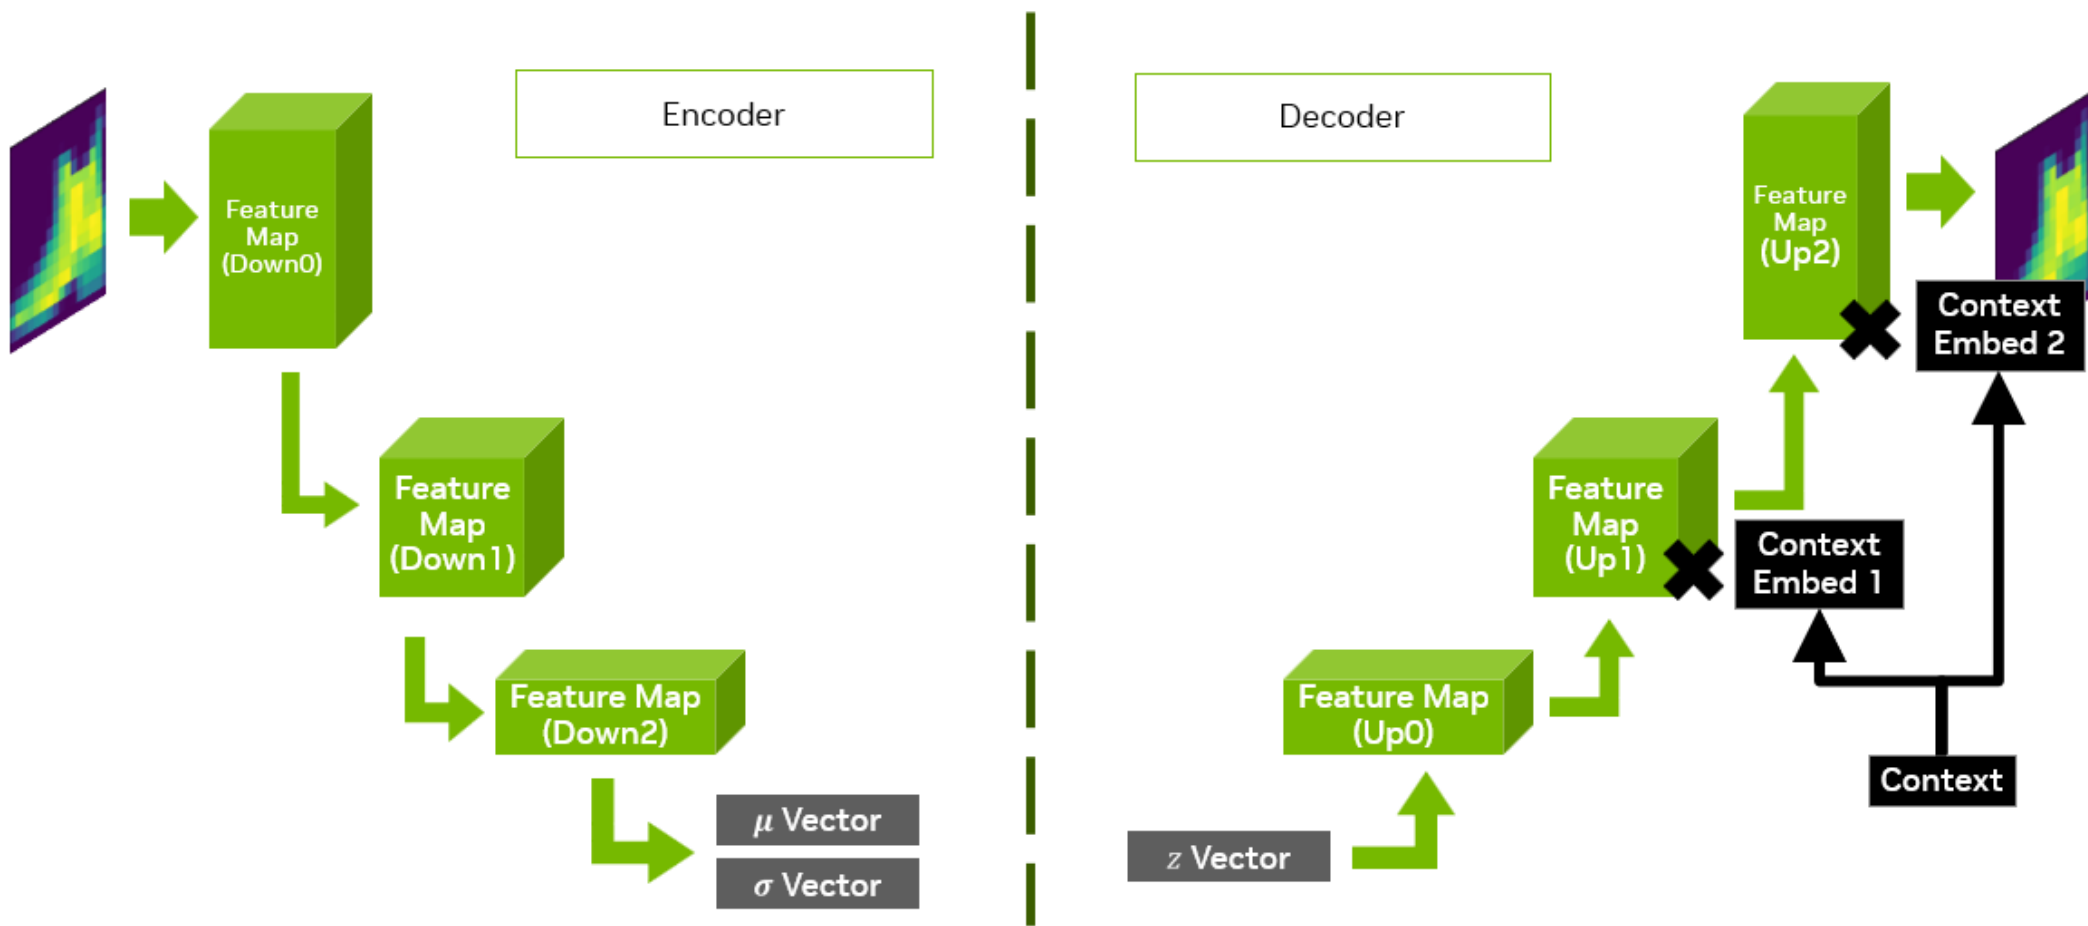 Encoder
Decoder
Feature
Map
(Down0)
Feature
Map
(Down1)
Feature Map
(Down2)
μ Vector
σ Vector
z Vector
Feature Map
(Up0)
Feature
Map
(Up1)
Feature
Map
(Up2)
Context
Embed 2
Context
Embed 1
Context